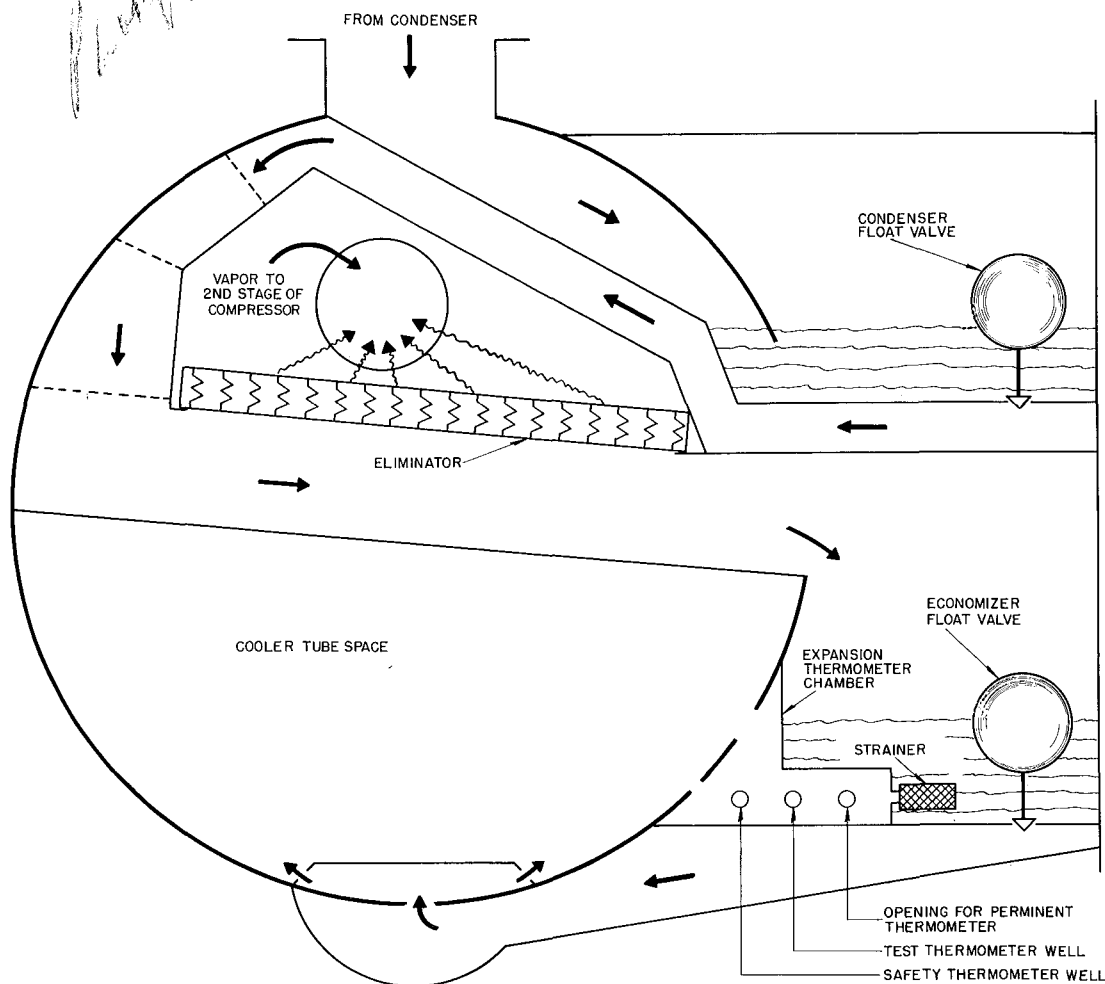 FROM CONDENSER
CONDENSER
FLOAT VALVE
VAPOR TO
2ND STAGE OF
COMPRESSOR
ELIMINATOR
COOLER TUBE SPACE
ECONOMIZER
FLOAT VALVE
EXPANSION
THERMOMETER
CHAMBER
STRAINER
OPENING FOR PERMINENT
THERMOMETER
TEST THERMOMETER WELL
SAFETY THERMOMETER WELL